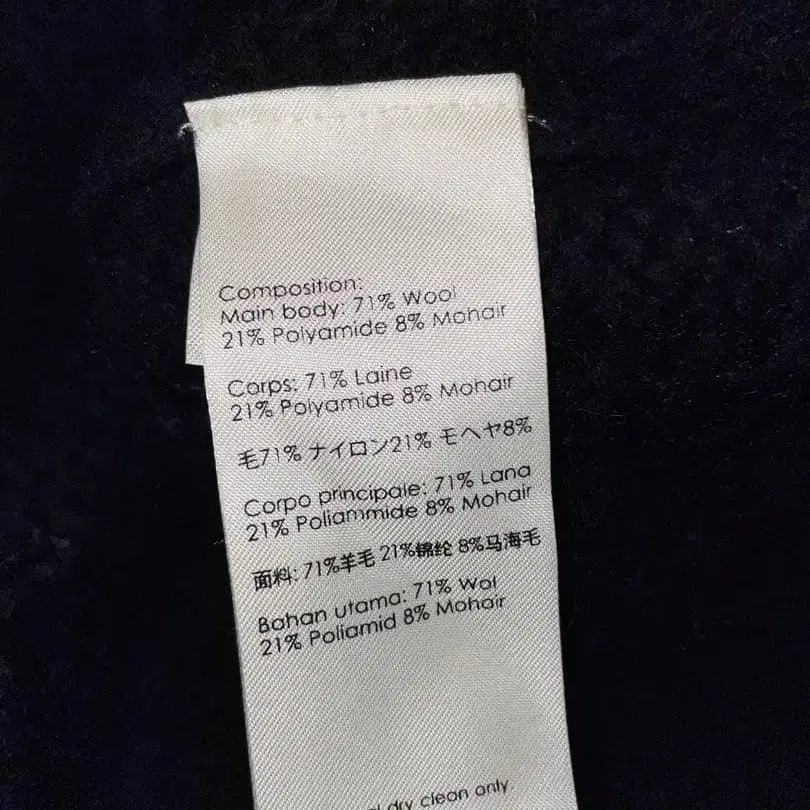 Composition:
Main body: 71% Wool
21% Polyamide 8% Mohair
Corps: 71% Laine
21% Polyamide 8% Mohair
毛71% ナイロン21% モヘヤ8%
Corpo principale: 71% Lana
21% Poliammide 8% Mohair
面料: 71%羊毛 21%锦纶 8%马海毛
Bahan utama: 71% Wol
21% Poliamid 8% Mohair
dry clean only